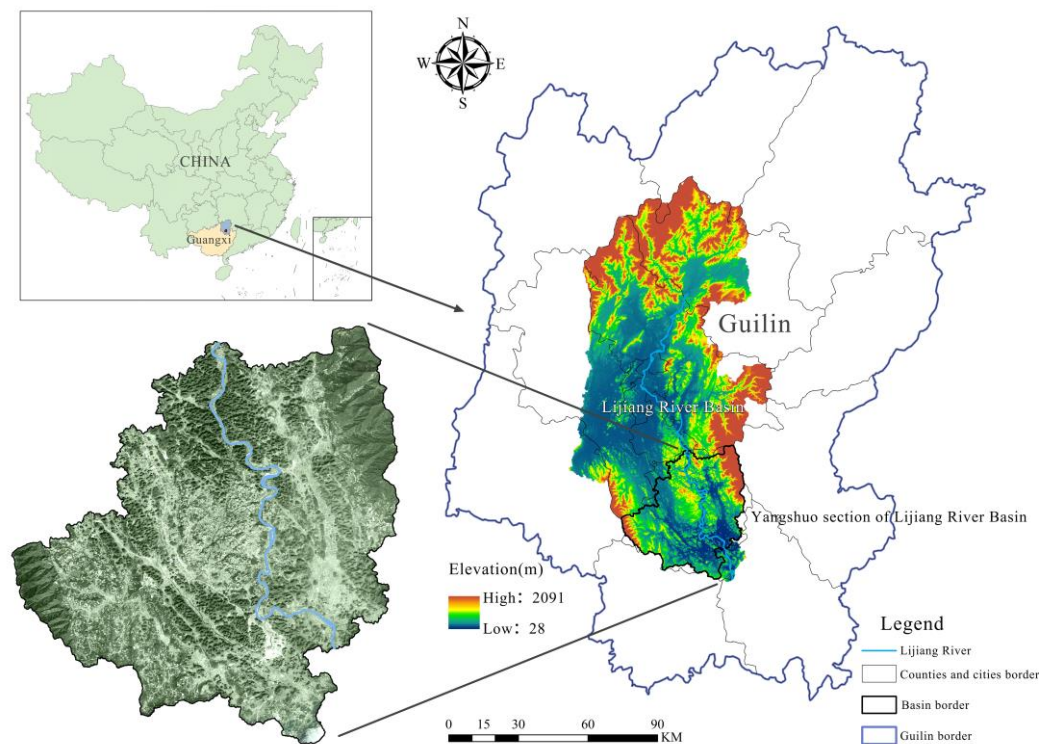 CHINA
Guangxi
N
W E
S
Guilin
Lijiang River Basin
Yangshuo section of Lijiang River Basin
Elevation(m)
High: 2091
Low: 28
0 15 30 60 90
KM
Legend
Lijiang River
Counties and cities border
Basin border
Guilin border